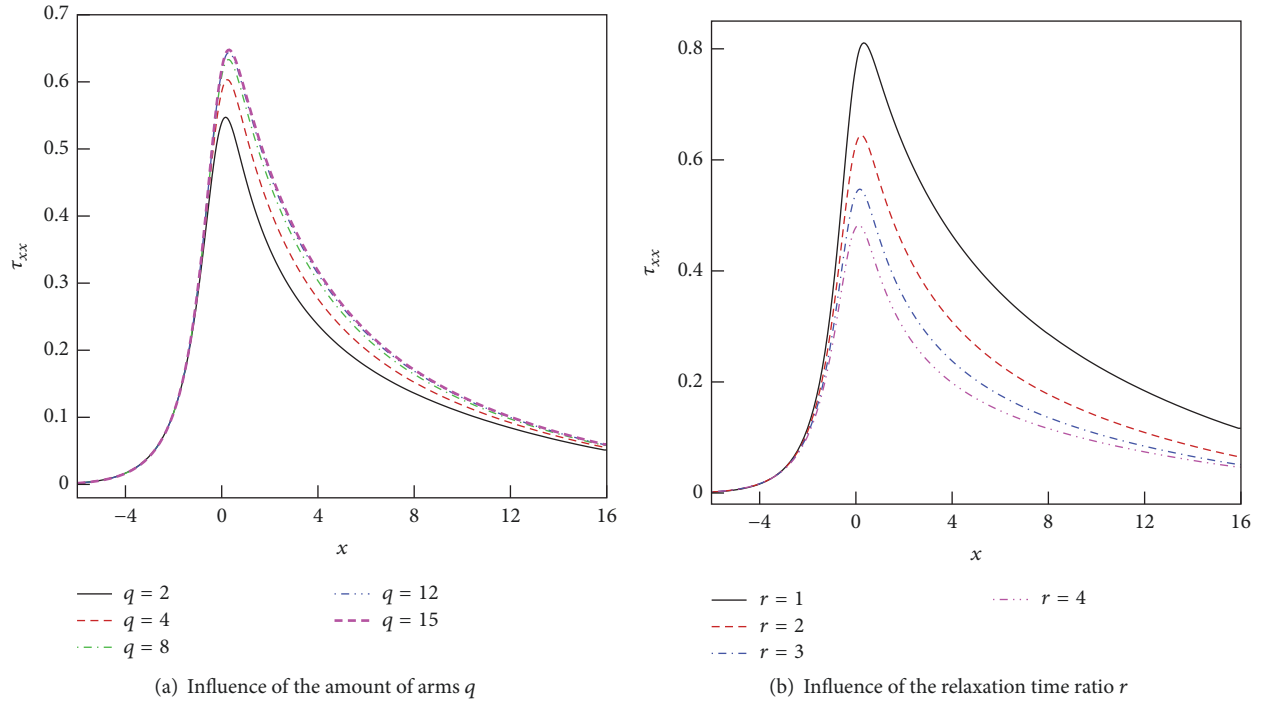 0.7
0.6
0.5
0.4
0.3
0.2
0.1
0
τxx
−4 0 4 8 12 16
x
q = 2
q = 4
q = 8
q = 12
q = 15
(a) Influence of the amount of arms q
0.8
0.6
0.4
0.2
0
τxx
−4 0 4 8 12 16
x
r = 1
r = 2
r = 3
r = 4
(b) Influence of the relaxation time ratio r